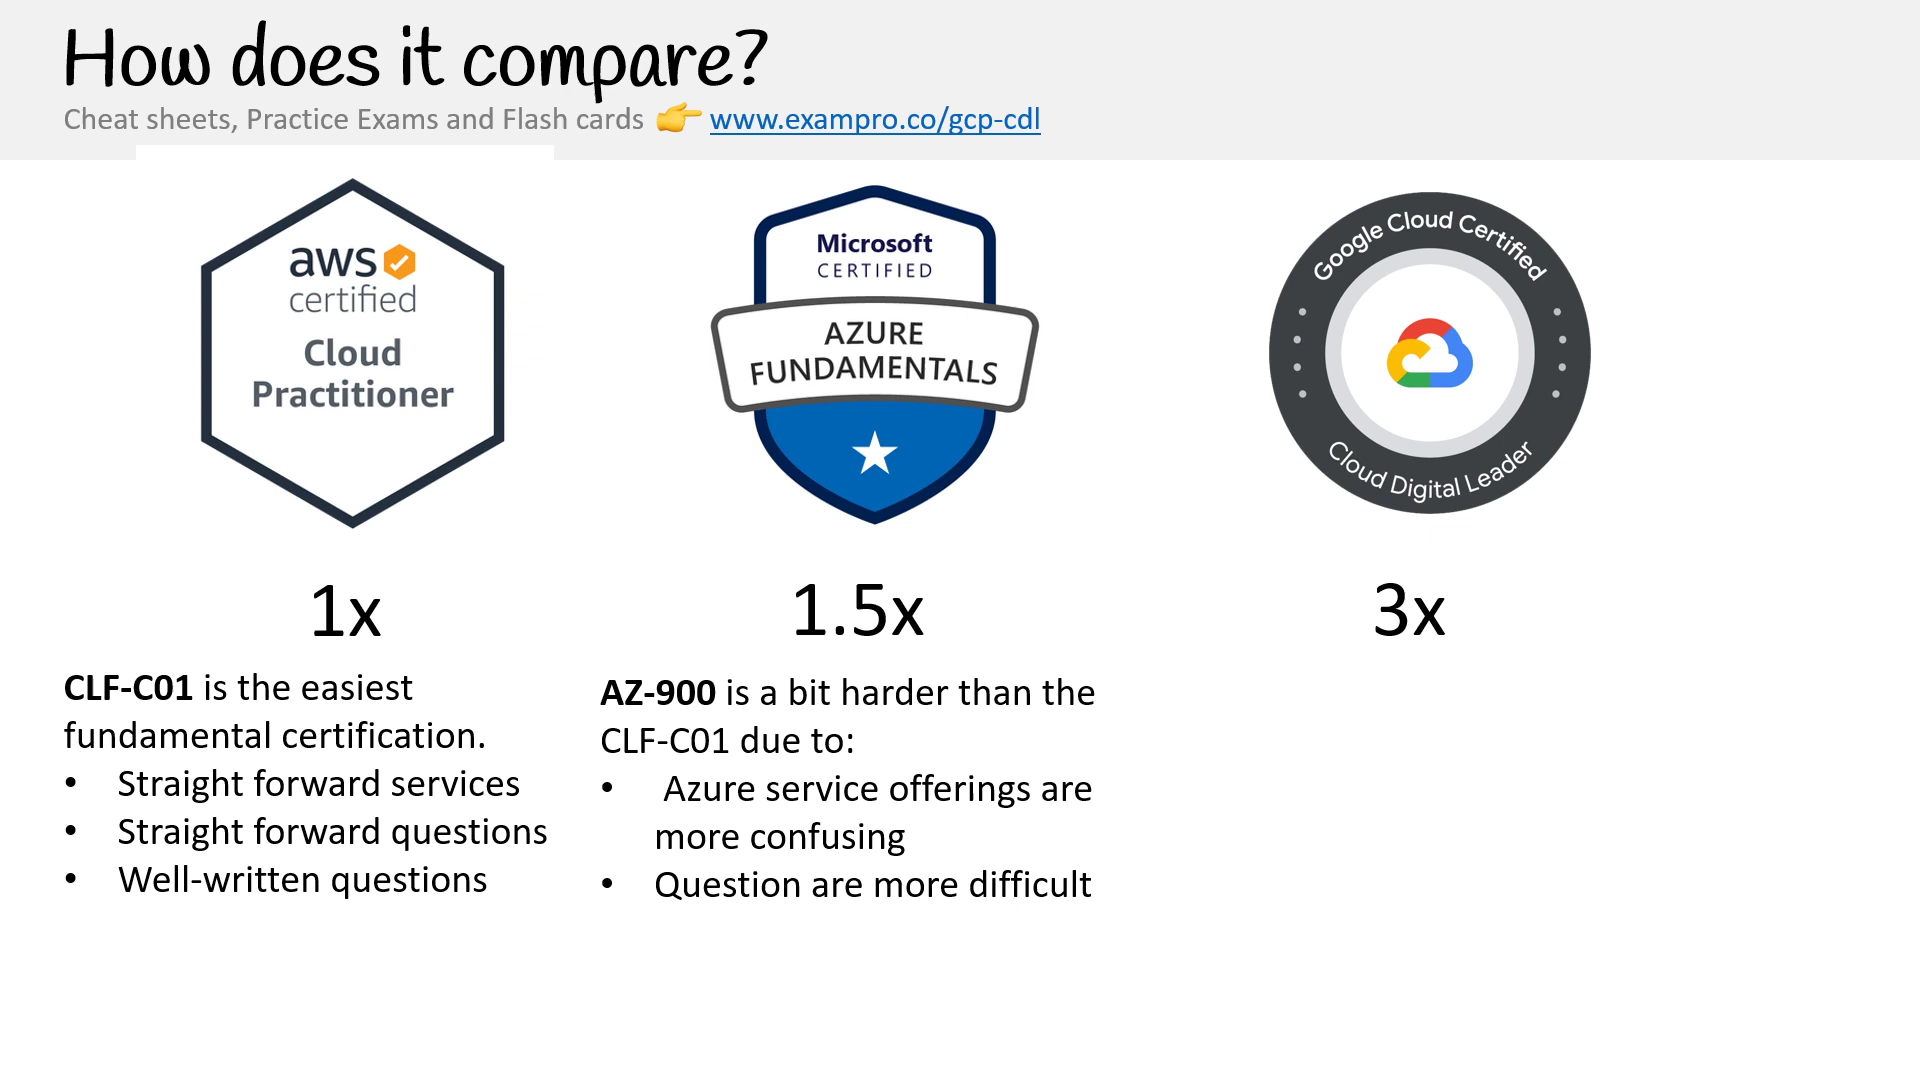 How does it compare?
Cheat sheets, Practice Exams and Flash cards 👉 www.exampro.co/gcp-cdl
aws
certified
Cloud
Practitioner
Microsoft
CERTIFIED
AZURE
FUNDAMENTALS
Google Cloud Certified
Cloud Digital Leader
1x
1.5x
3x
CLF-C01 is the easiest
fundamental certification.
• Straight forward services
• Straight forward questions
• Well-written questions
AZ-900 is a bit harder than the
CLF-C01 due to:
• Azure service offerings are
more confusing
• Question are more difficult